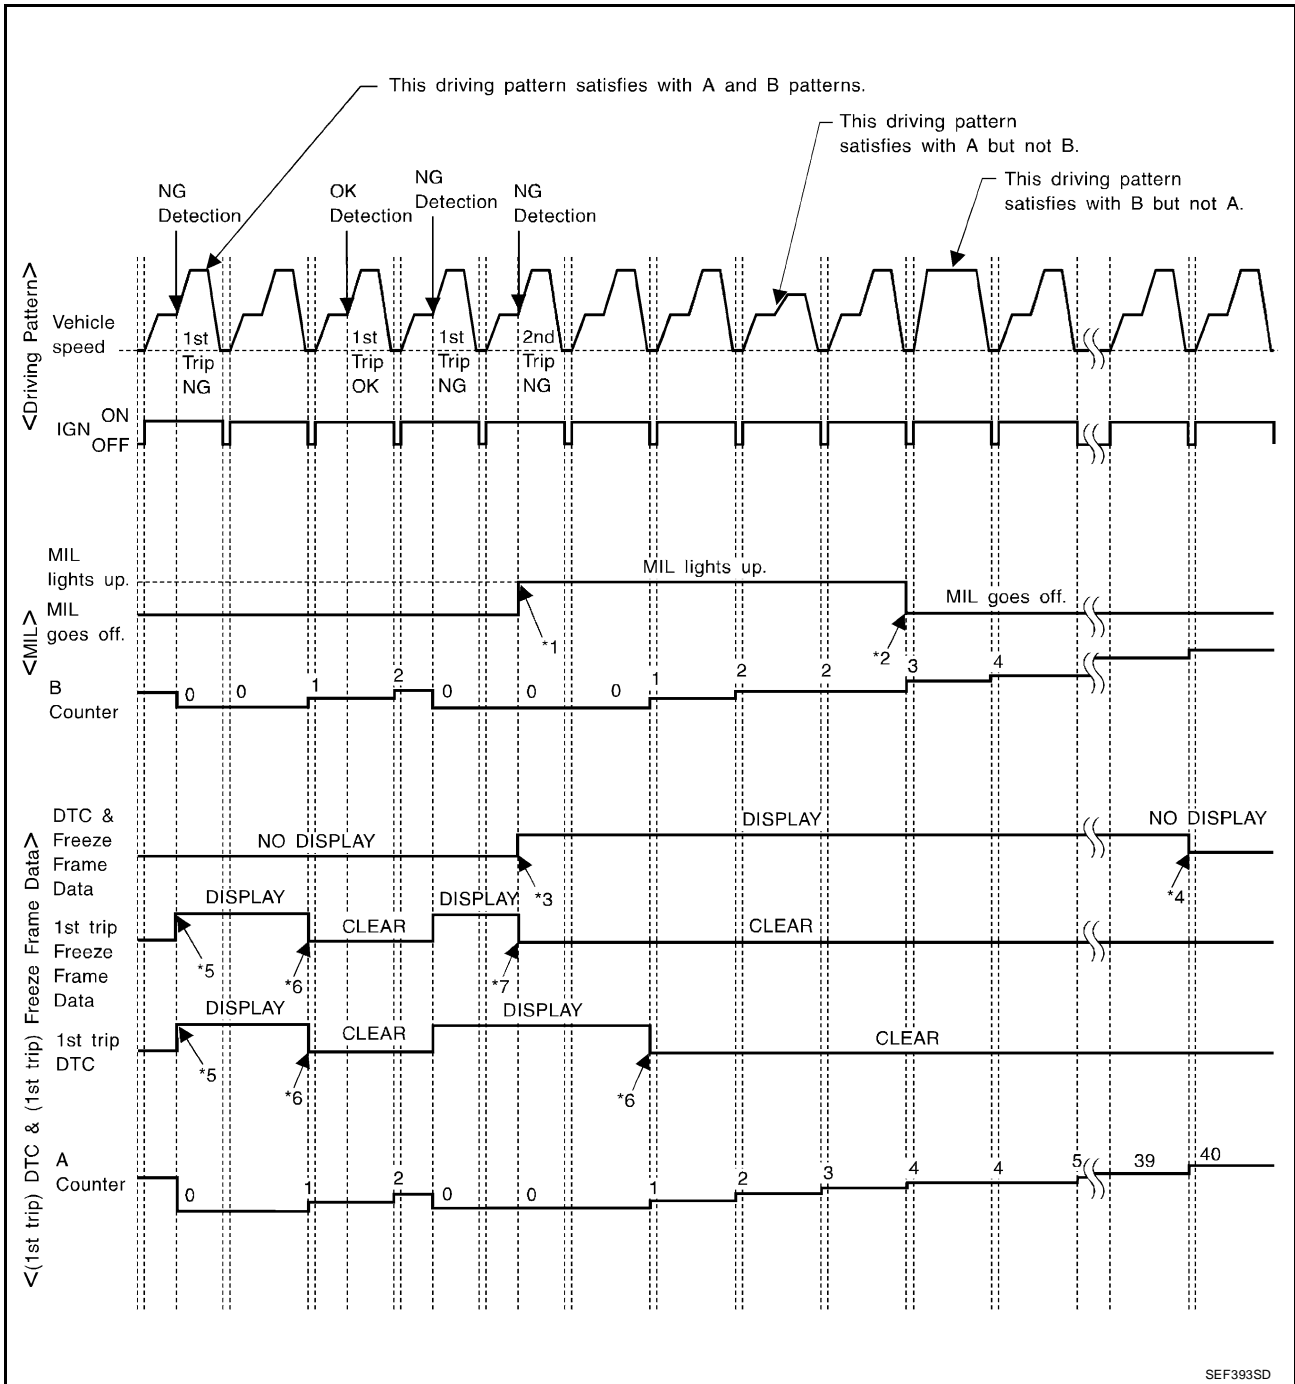 This driving pattern satisfies with A and B patterns.
This driving pattern
satisfies with A but not B.
This driving pattern
satisfies with B but not A.
NG
Detection
OK
Detection
NG
Detection
NG
Detection
<Driving Pattern>
Vehicle
speed
1st
Trip
NG
1st
Trip
OK
1st
Trip
NG
2nd
Trip
NG
IGN
ON
OFF
<MIL>
MIL
lights up.
MIL
goes off.
MIL lights up.
MIL goes off.
*1
*2
B
Counter
0 0 1 2 0 0 0 1 2 2 3 4
<(1st trip) DTC & (1st trip) Freeze Frame Data>
DTC &
Freeze
Frame
Data
NO DISPLAY
DISPLAY
NO DISPLAY
*3
*4
1st trip
Freeze
Frame
Data
DISPLAY
CLEAR
DISPLAY
CLEAR
*5
*6
*7
1st trip
DTC
DISPLAY
CLEAR
DISPLAY
CLEAR
*5
*6
*6
A
Counter
0 1 2 0 0 1 2 3 4 4 5 39 40
SEF393SD